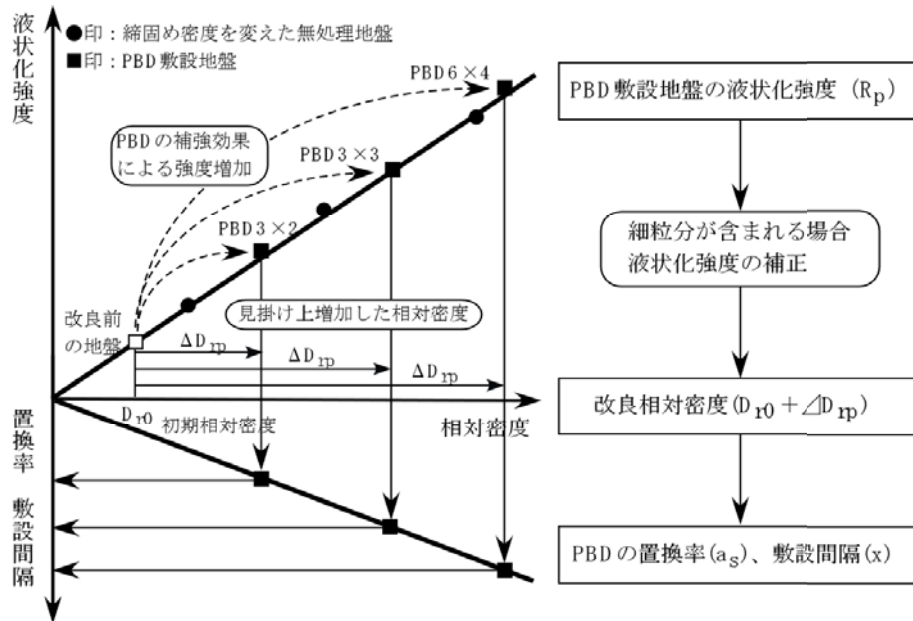 液状化強度
●印：締固め密度を変えた無処理地盤
■印：PBD敷設地盤
PBD6×4
PBDの補強効果
による強度増加
PBD3×3
PBD3×2
改良前
の地盤
見掛け上増加した相対密度
ΔDrp
ΔDrp
ΔDrp
Dr0 初期相対密度
相対密度
置換率 敷設間隔
PBD敷設地盤の液状化強度（Rp）
細粒分が含まれる場合
液状化強度の補正
改良相対密度(Dr0＋⊿Drp)
PBDの置換率(as)、敷設間隔(x)